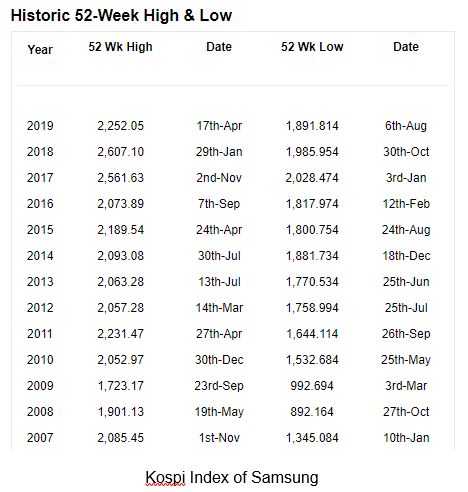 Historic 52-Week High & Low
Year 52 Wk High Date 52 Wk Low Date
2019 2,252.05 17th-Apr 1,891.814 6th-Aug
2018 2,607.10 29th-Jan 1,985.954 30th-Oct
2017 2,561.63 2nd-Nov 2,028.474 3rd-Jan
2016 2,073.89 7th-Sep 1,817.974 12th-Feb
2015 2,189.54 24th-Apr 1,800.754 24th-Aug
2014 2,093.08 30th-Jul 1,881.734 18th-Dec
2013 2,063.28 13th-Jul 1,770.534 25th-Jun
2012 2,057.28 14th-Mar 1,758.994 25th-Jul
2011 2,231.47 27th-Apr 1,644.114 26th-Sep
2010 2,052.97 30th-Dec 1,532.684 25th-May
2009 1,723.17 23rd-Sep 992.694 3rd-Mar
2008 1,901.13 19th-May 892.164 27th-Oct
2007 2,085.45 1st-Nov 1,345.084 10th-Jan
Kospi Index of Samsung